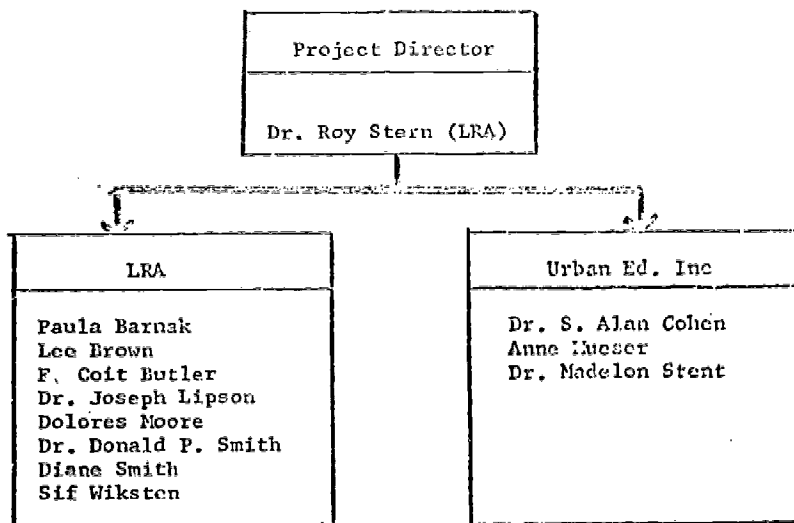 Project Director
Dr. Roy Stern (LRA)
LRA
Paula Barnak
Lee Brown
F. Coit Butler
Dr. Joseph Lipson
Dolores Moore
Dr. Donald P. Smith
Diane Smith
Sif Wiksten
Urban Ed. Inc
Dr. S. Alan Cohen
Anne
Dr. Madelon Stent